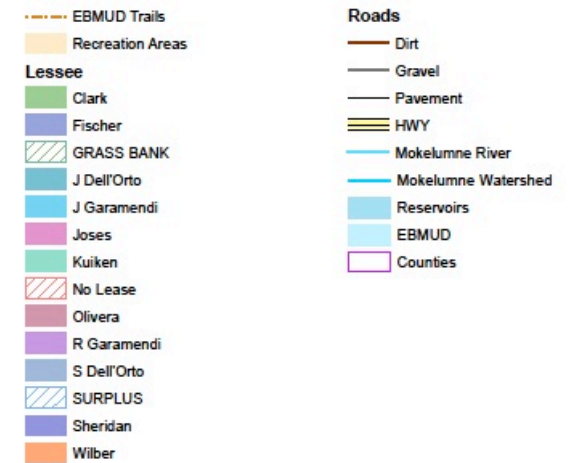 EBMUD Trails
Recreation Areas
Lessee
Clark
Fischer
GRASS BANK
J Dell'Orto
J Garamendi
Joses
Kuiken
No Lease
Olivera
R Garamendi
S Dell'Orto
SURPLUS
Sheridan
Wilber
Roads
Dirt
Gravel
Pavement
HWY
Mokelumne River
Mokelumne Watershed
Reservoirs
EBMUD
Counties